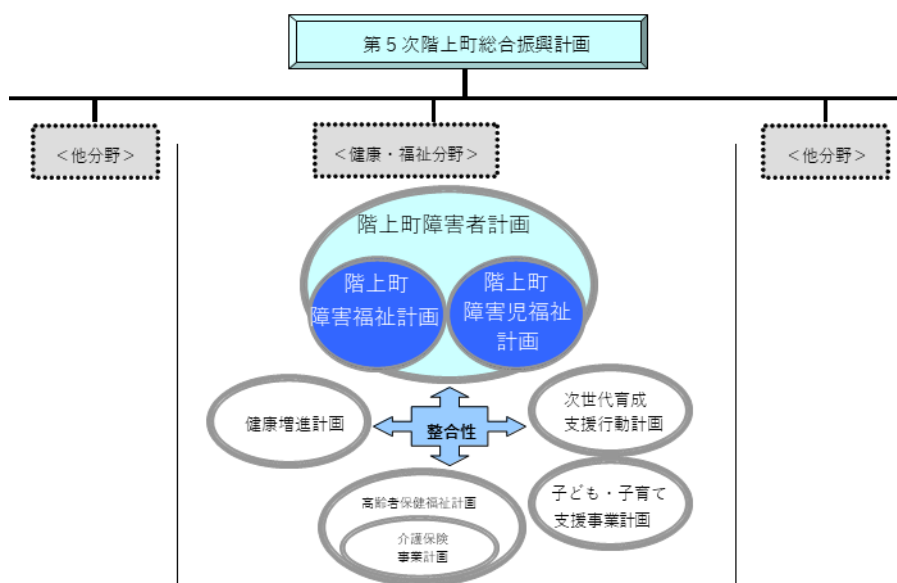 第5次階上町総合振興計画
＜他分野＞
＜健康・福祉分野＞
＜他分野＞
階上町障害者計画
階上町
障害福祉計画
階上町
障害児福祉
計画
健康増進計画
整合性
次世代育成
支援行動計画
高齢者保健福祉計画
介護保険
事業計画
子ども・子育て
支援事業計画